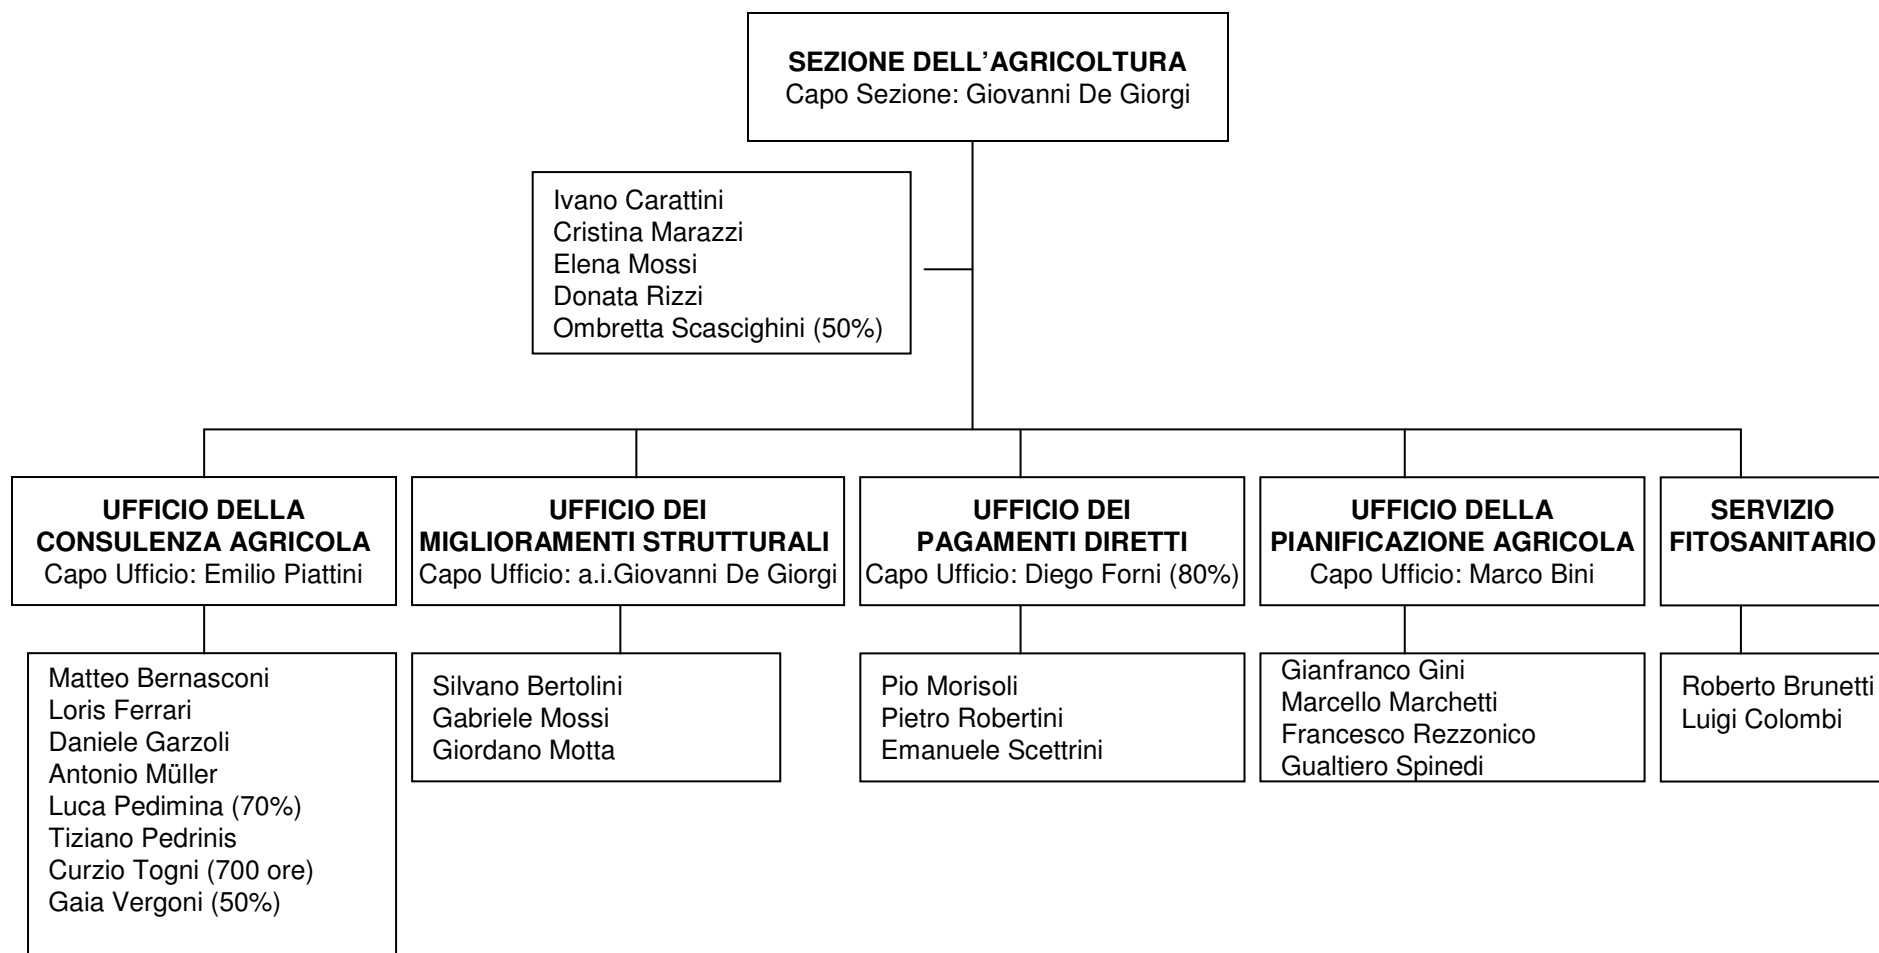 SEZIONE DELL’AGRICOLTURA
Capo Sezione: Giovanni De Giorgi
Ivano Carattini
Cristina Marazzi
Elena Mossi
Donata Rizzi
Ombretta Scascighini (50%)
UFFICIO DELLA
CONSULENZA AGRICOLA
Capo Ufficio: Emilio Piattini
UFFICIO DEI
MIGLIORAMENTI STRUTTURALI
Capo Ufficio: a.i.Giovanni De Giorgi
UFFICIO DEI
PAGAMENTI DIRETTI
Capo Ufficio: Diego Forni (80%)
UFFICIO DELLA
PIANIFICAZIONE AGRICOLA
Capo Ufficio: Marco Bini
SERVIZIO
FITOSANITARIO
Matteo Bernasconi
Loris Ferrari
Daniele Garzoli
Antonio Müller
Luca Pedimina (70%)
Tiziano Pedrinis
Curzio Togni (700 ore)
Gaia Vergoni (50%)
Silvano Bertolini
Gabriele Mossi
Giordano Motta
Pio Morisoli
Pietro Robertini
Emanuele Scettrini
Gianfranco Gini
Marcello Marchetti
Francesco Rezzonico
Gualtiero Spinedi
Roberto Brunetti
Luigi Colombi